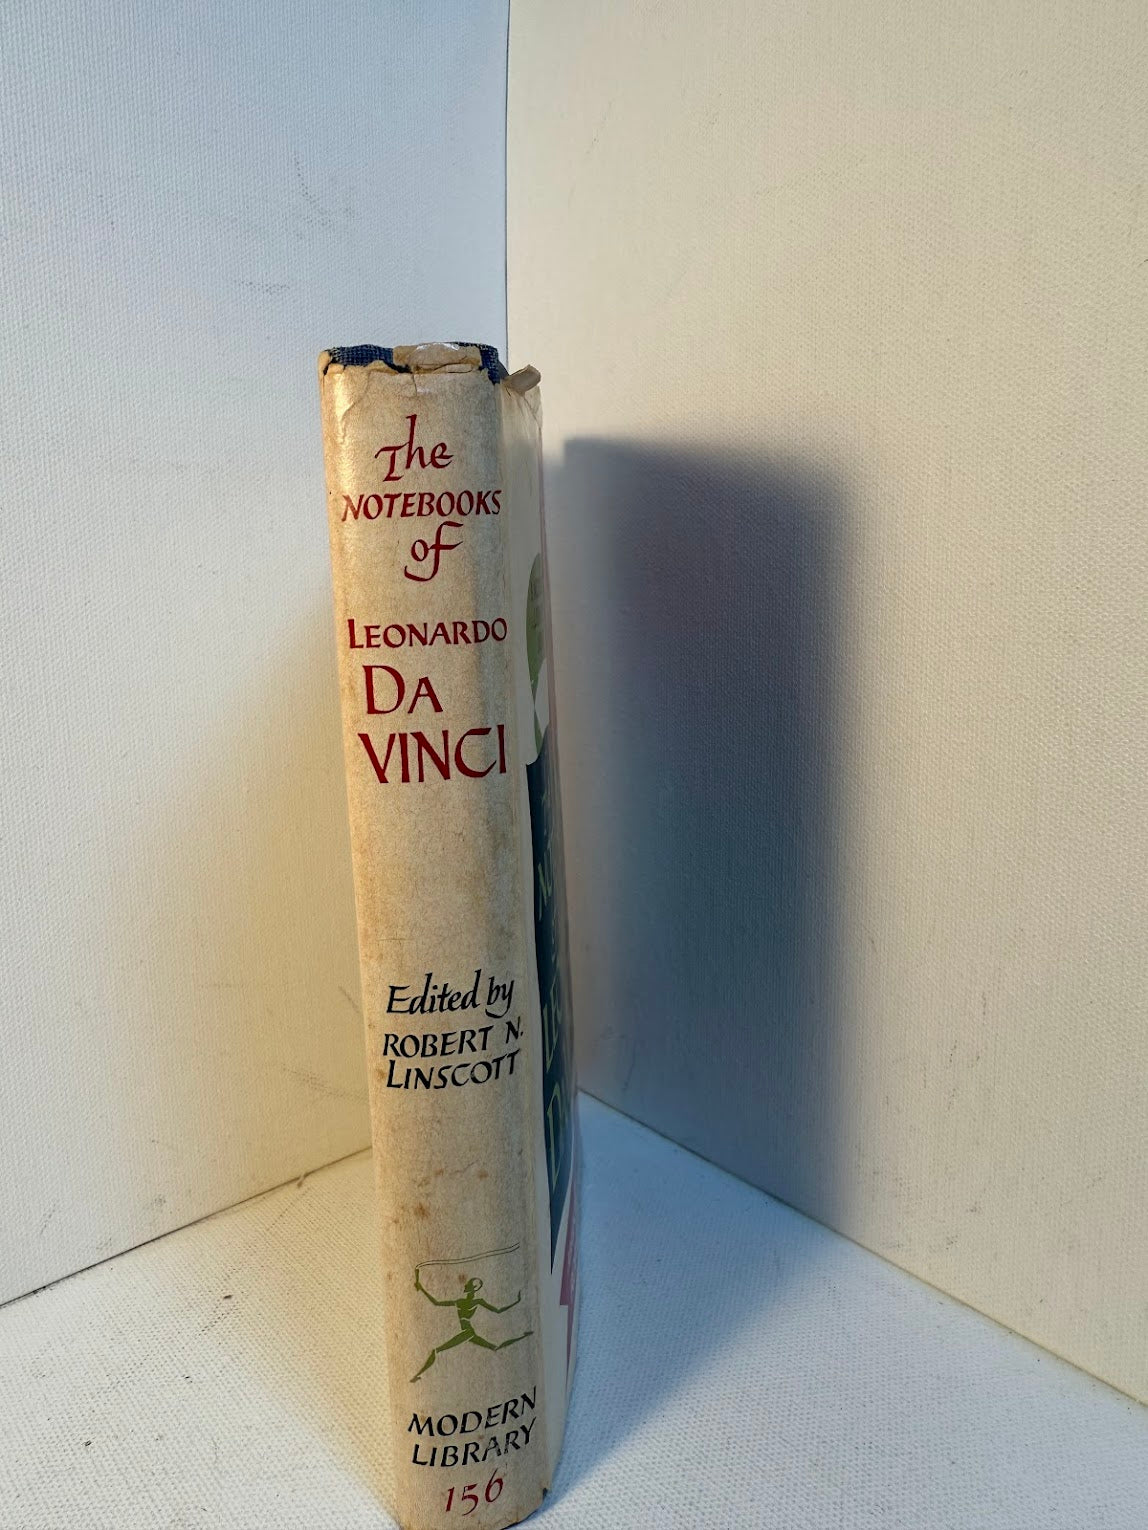 The
NOTEBOOKS
of
LEONARDO
DA
VINCI
Edited by
ROBERT N.
LINSCOTT
MODERN
LIBRARY
156